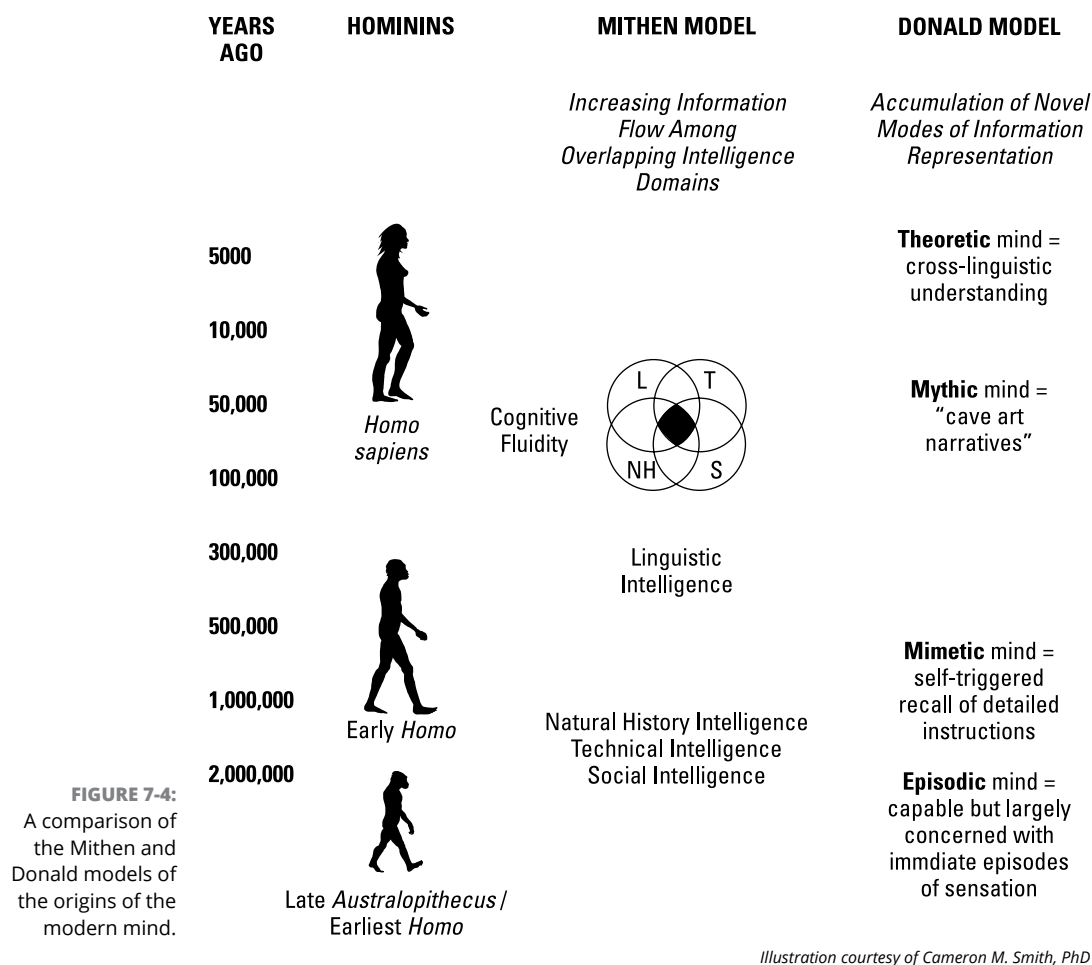 YEARS
AGO
HOMININS
MITHEN MODEL
DONALD MODEL
Increasing Information
Flow Among
Overlapping Intelligence
Domains
Accumulation of Novel
Modes of Information
Representation
5000
10,000
50,000
100,000
300,000
500,000
1,000,000
2,000,000
Homo
sapiens
Early Homo
Late Australopithecus /
Earliest Homo
Cognitive
Fluidity
L
T
NH
S
Linguistic
Intelligence
Natural History Intelligence
Technical Intelligence
Social Intelligence
Theoretic mind =
cross-linguistic
understanding
Mythic mind =
“cave art
narratives”
Mimetic mind =
self-triggered
recall of detailed
instructions
Episodic mind =
capable but largely
concerned with
immdiate episodes
of sensation
FIGURE 7-4:
A comparison of
the Mithen and
Donald models of
the origins of the
modern mind.
Illustration courtesy of Cameron M. Smith, PhD